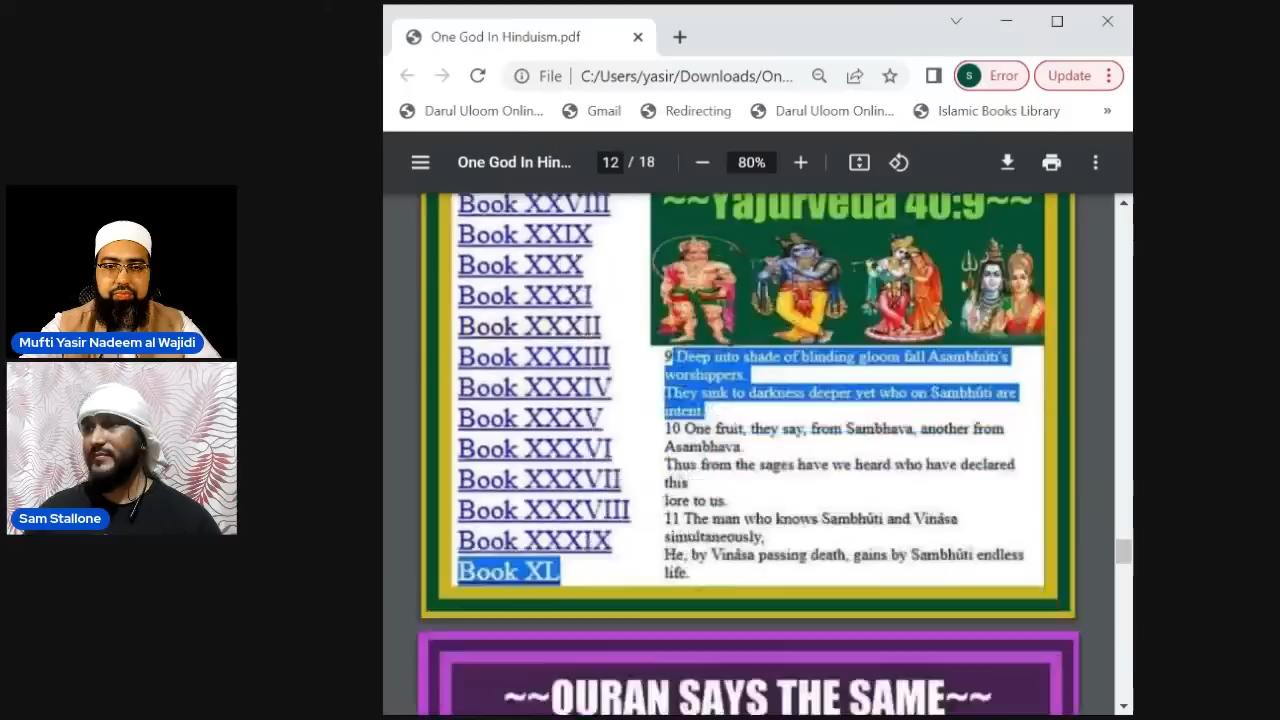 One God In Hinduism.pdf
File
C:/Users/yasir/Downloads/On...
S
Error
Update
Darul Uloom Onlin...
Gmail
Redirecting
Darul Uloom Onlin...
Islamic Books Library
»
One God In Hin...
12 / 18
80%
Book XXVIII
Book XXIX
Book XXX
Book XXXI
Book XXXII
Book XXXIII
Book XXXIV
Book XXXV
Book XXXVI
Book XXXVII
Book XXXVIII
Book XXXIX
Book XL
~~Yajurveda 40:9~~
9 Deep into shade of blinding gloom fall Asambhûti's
worshippers.
They sink to darkness deeper yet who on Sambhûti are
intent.
10 One fruit, they say, from Sambhava, another from
Asambhava.
Thus from the sages have we heard who have declared
this
lore to us.
11 The man who knows Sambhûti and Vinâsa
simultaneously,
He, by Vinâsa passing death, gains by Sambhûti endless
life.
~~QURAN SAYS THE SAME~~
Mufti Yasir Nadeem al Wajidi
Sam Stallone